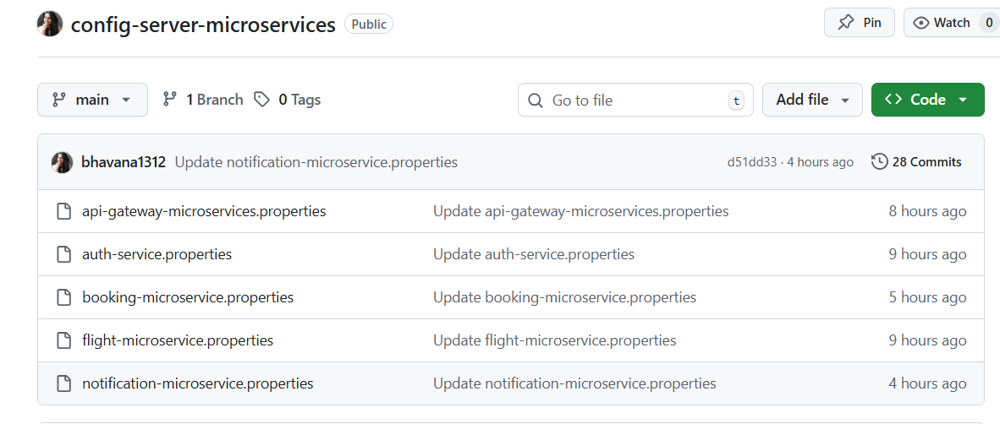 config-server-microservices Public Pin Watch 0
main 1 Branch 0 Tags Go to file t Add file Code
bhavana1312 Update notification-microservice.properties d51dd33 · 4 hours ago 28 Commits
api-gateway-microservices.properties Update api-gateway-microservices.properties 8 hours ago
auth-service.properties Update auth-service.properties 9 hours ago
booking-microservice.properties Update booking-microservice.properties 5 hours ago
flight-microservice.properties Update flight-microservice.properties 9 hours ago
notification-microservice.properties Update notification-microservice.properties 4 hours ago